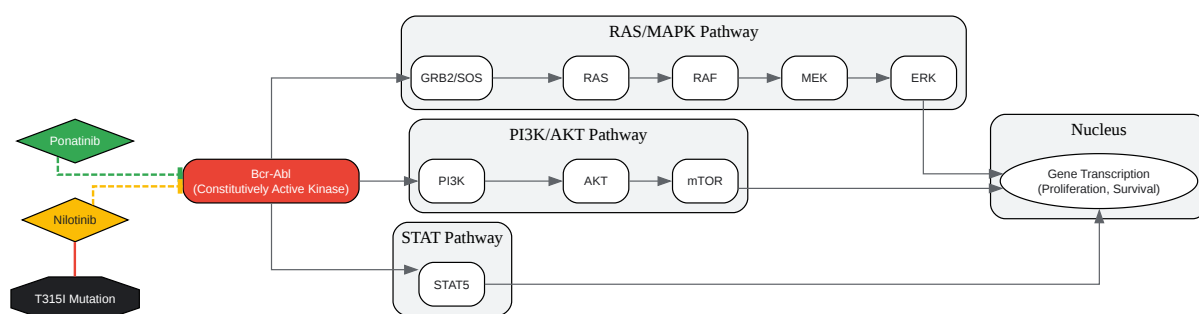 RAS/MAPK Pathway
GRB2/SOS
RAS
RAF
MEK
ERK
Ponatinib
PI3K/AKT Pathway
Nucleus
Bcr-Abl
(Constitutively Active Kinase)
PI3K
AKT
mTOR
Gene Transcription
(Proliferation, Survival)
Nilotinib
STAT Pathway
STAT5
T315I Mutation